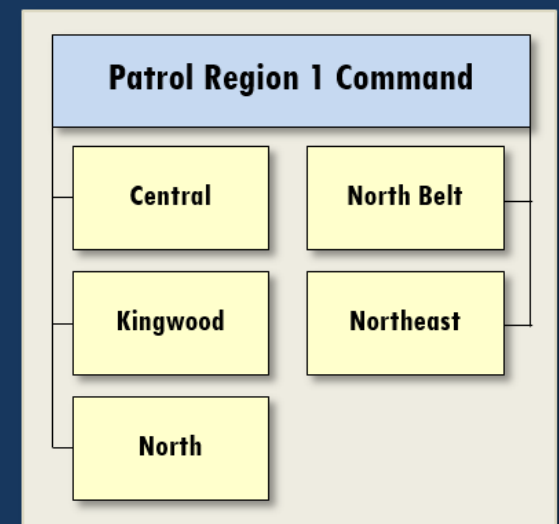 Patrol Region 1 Command
Central
North Belt
Kingwood
Northeast
North